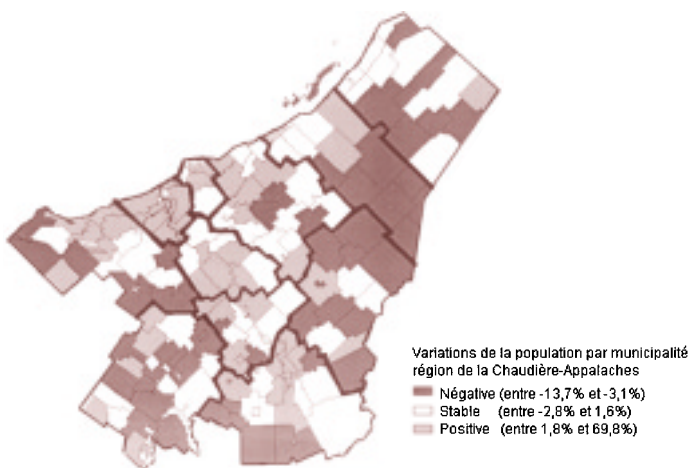 Variations de la population par municipalité
région de la Chaudière-Appalaches
Négative (entre -13,7% et -3,1%)
Stable (entre -2,8% et 1,6%)
Positive (entre 1,8% et 69,8%)